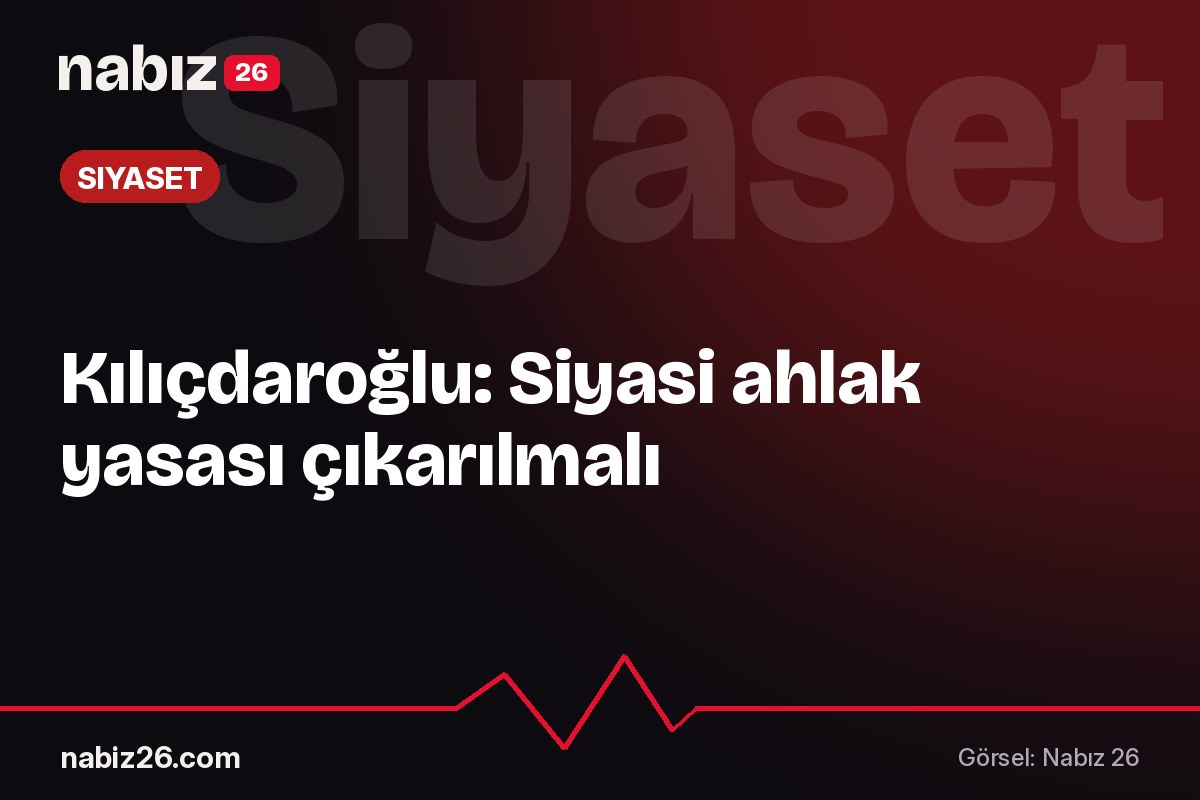 Siyaset
nabız 26
SIYASET
Kılıçdaroğlu: Siyasi ahlak
yasası çıkarılmalı
nabiz26.com
Görsel: Nabız 26